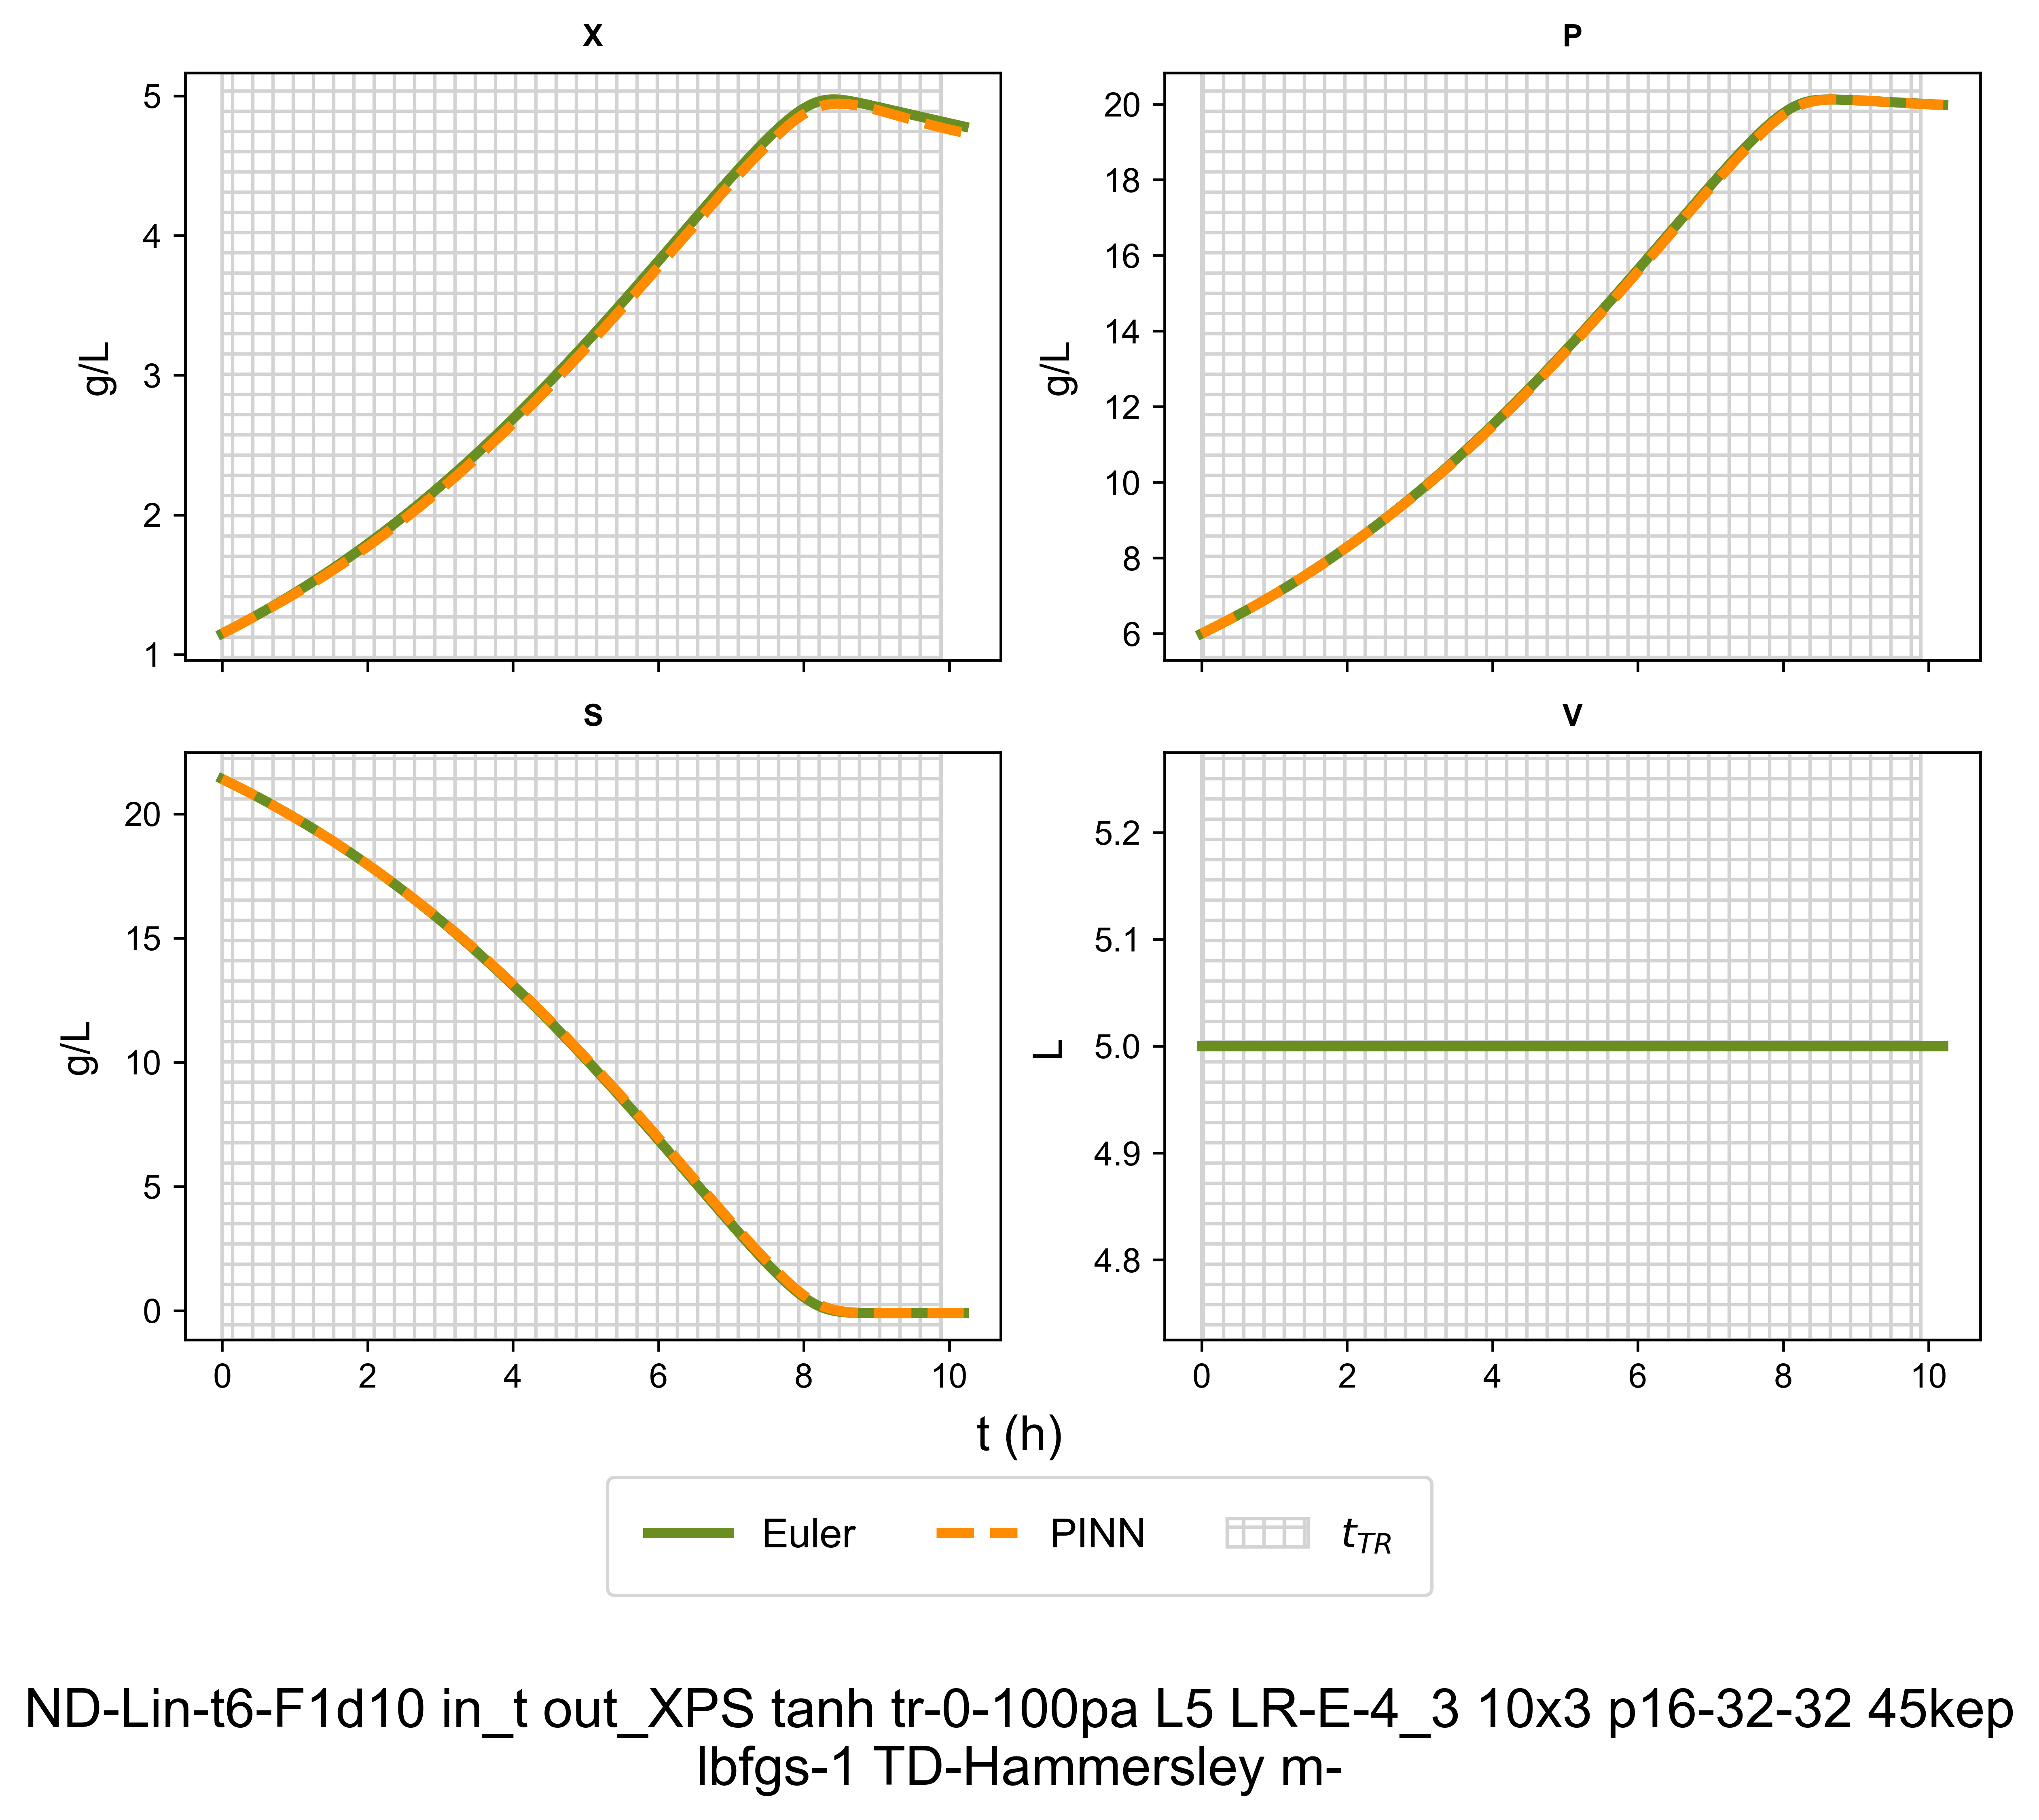 X
P
5
4
3
2
1
g/L
20
18
16
14
12
10
8
6
g/L
S
V
20
15
10
5
0
g/L
0 2 4 6 8 10
5.2
5.1
5.0
4.9
4.8
L
0 2 4 6 8 10
t (h)
Euler PINN t_TR
ND-Lin-t6-F1d10 in_t out_XPS tanh tr-0-100pa L5 LR-E-4_3 10x3 p16-32-32 45kep
lbfgs-1 TD-Hammersley m-